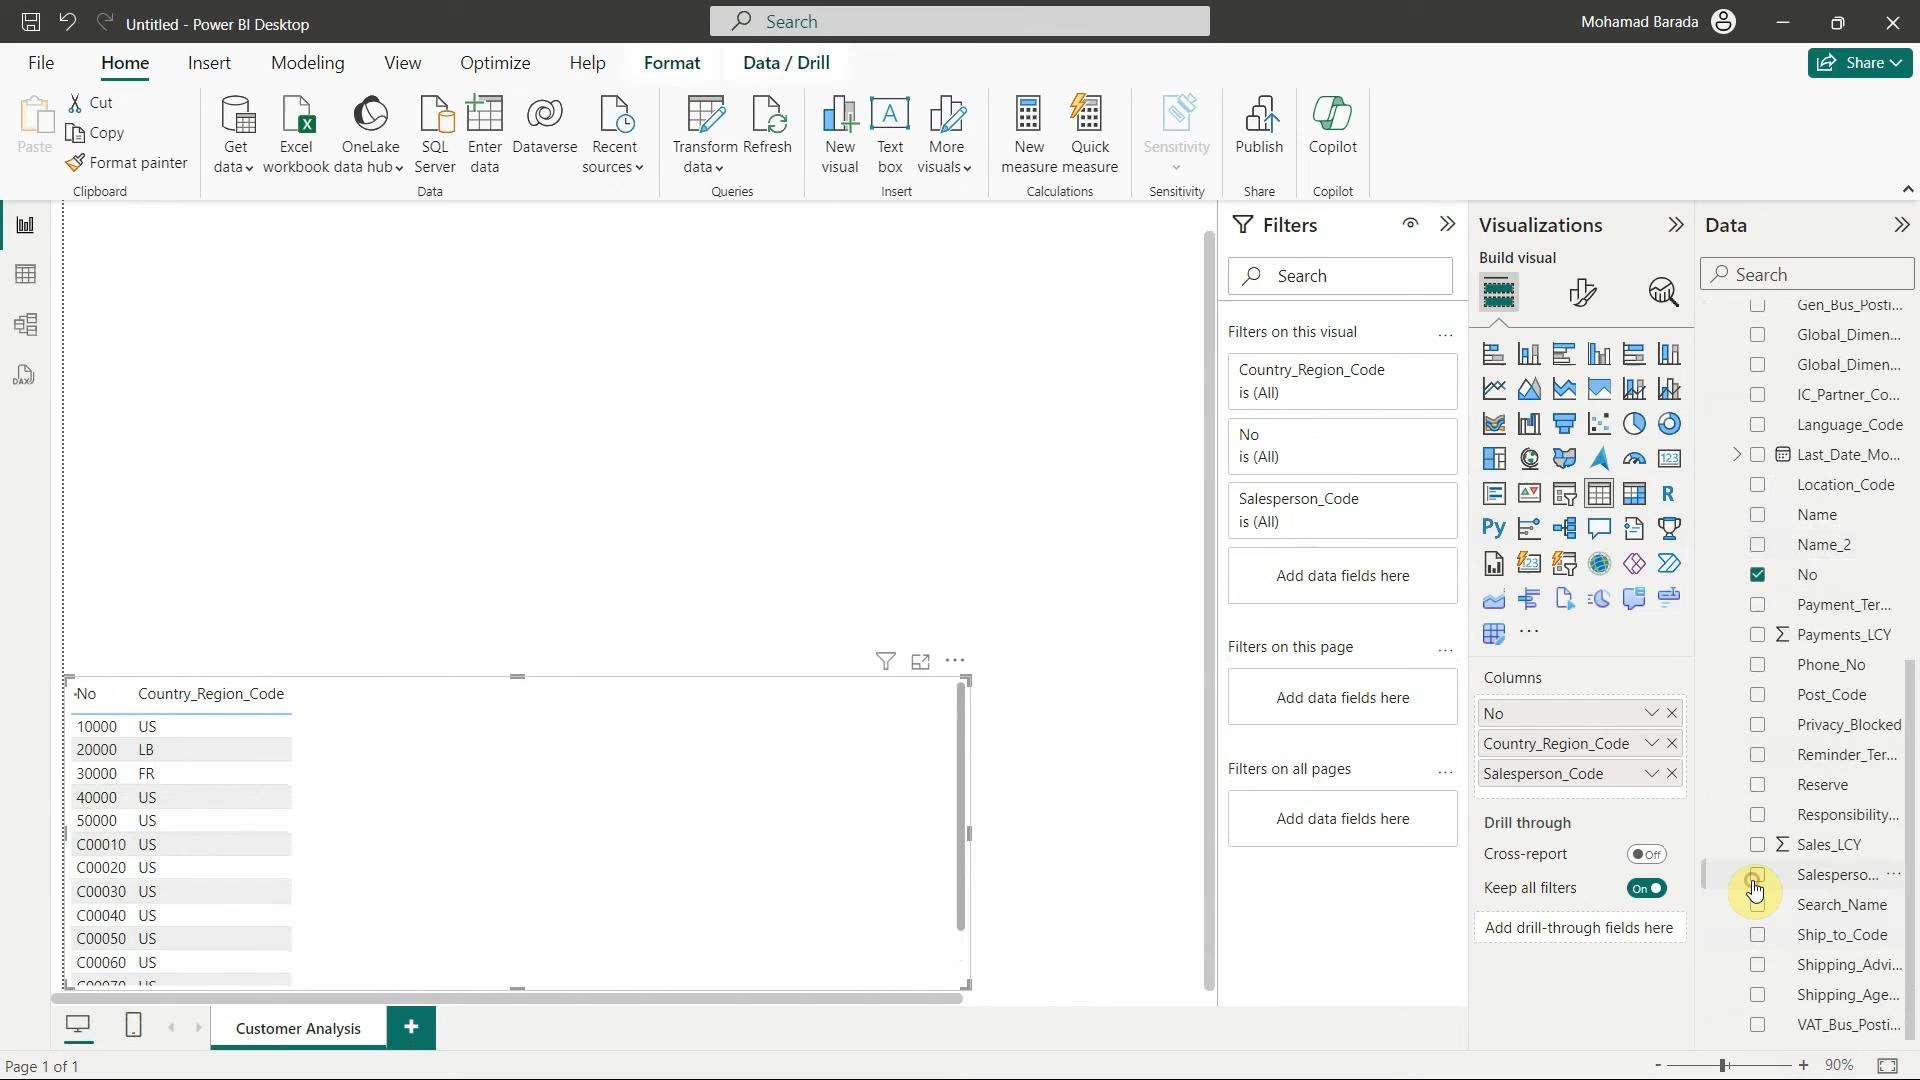 Untitled - Power BI Desktop
Search
Mohamad Barada
File
Home
Insert
Modeling
View
Optimize
Help
Format
Data / Drill
Share
Paste
Cut
Copy
Format painter
Clipboard
Get data
Excel workbook
OneLake data hub
SQL Server
Enter data
Dataverse
Recent sources
Data
Transform data
Refresh
Queries
New visual
Text box
More visuals
Insert
New measure
Quick measure
Calculations
Sensitivity
Sensitivity
Publish
Share
Copilot
Copilot
DAX
No Country_Region_Code
10000 US
20000 LB
30000 FR
40000 US
50000 US
C00010 US
C00020 US
C00030 US
C00040 US
C00050 US
C00060 US
C00070 US
Filters
Search
Filters on this visual
Country_Region_Code
is (All)
No
is (All)
Salesperson_Code
is (All)
Add data fields here
Filters on this page
Add data fields here
Filters on all pages
Add data fields here
Visualizations
Build visual
123
R
Py
123
Columns
No
Country_Region_Code
Salesperson_Code
Drill through
Cross-report
Off
Keep all filters
On
Add drill-through fields here
Data
Search
Gen_Bus_Posti...
Global_Dimen...
Global_Dimen...
IC_Partner_Co...
Language_Code
Last_Date_Mo...
Location_Code
Name
Name_2
No
Payment_Ter...
Payments_LCY
Phone_No
Post_Code
Privacy_Blocked
Reminder_Ter...
Reserve
Responsibility...
Sales_LCY
Salesperso...
Search_Name
Ship_to_Code
Shipping_Advi...
Shipping_Age...
VAT_Bus_Posti...
Customer Analysis
Page 1 of 1
90%